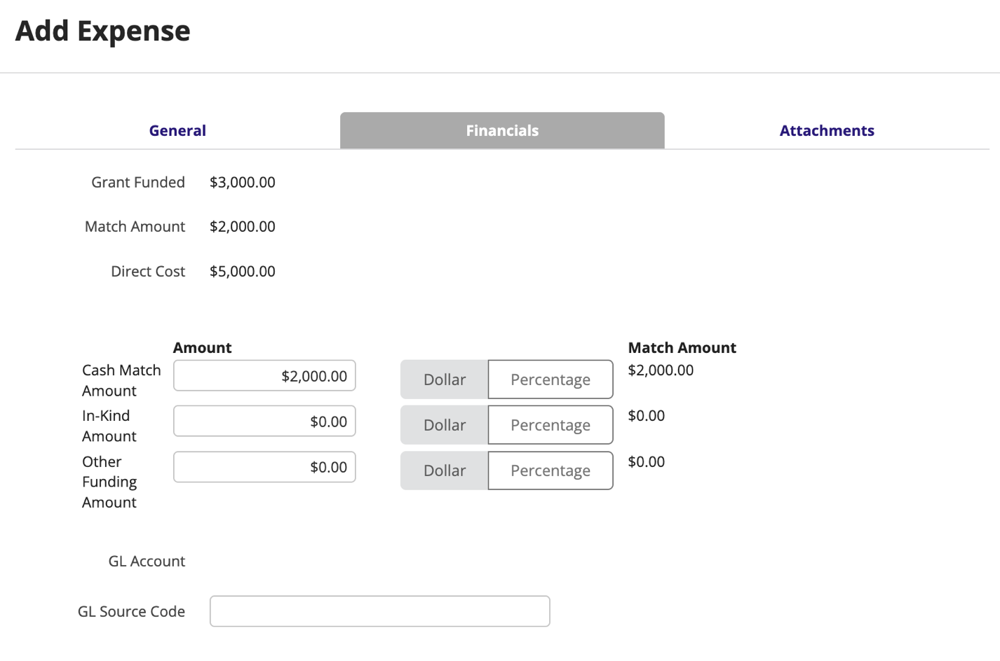 Add Expense
General Financials Attachments
Grant Funded $3,000.00
Match Amount $2,000.00
Direct Cost $5,000.00
Amount Match Amount
Cash Match
Amount
$2,000.00 Dollar Percentage $2,000.00
In-Kind
Amount
$0.00 Dollar Percentage $0.00
Other
Funding
Amount
$0.00 Dollar Percentage $0.00
GL Account
GL Source Code